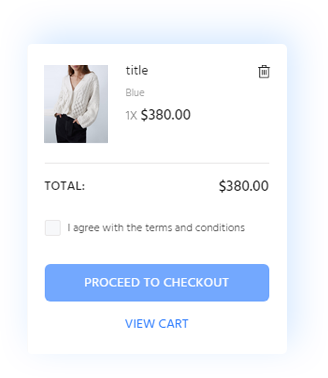 title
Blue
1X $380.00
TOTAL: $380.00
I agree with the terms and conditions
PROCEED TO CHECKOUT
VIEW CART